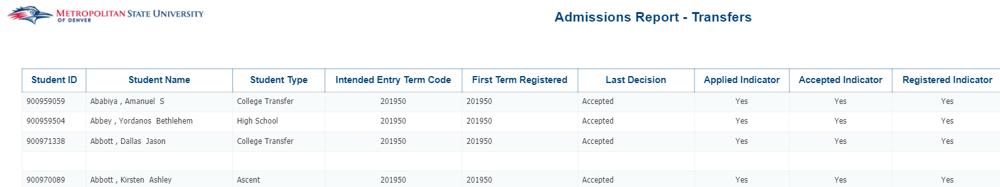 METROPOLITAN STATE UNIVERSITY
OF DENVER
Admissions Report - Transfers
Student ID Student Name Student Type Intended Entry Term Code First Term Registered Last Decision Applied Indicator Accepted Indicator Registered Indicator
900959059 Ababiya , Amanuel S College Transfer 201950 201950 Accepted Yes Yes Yes
900959504 Abbey , Yordanos Bethlehem High School 201950 201950 Accepted Yes Yes Yes
900971338 Abbott , Dallas Jason College Transfer 201950 201950 Accepted Yes Yes Yes
900970089 Abbott , Kirsten Ashley Ascent 201950 201950 Accepted Yes Yes Yes